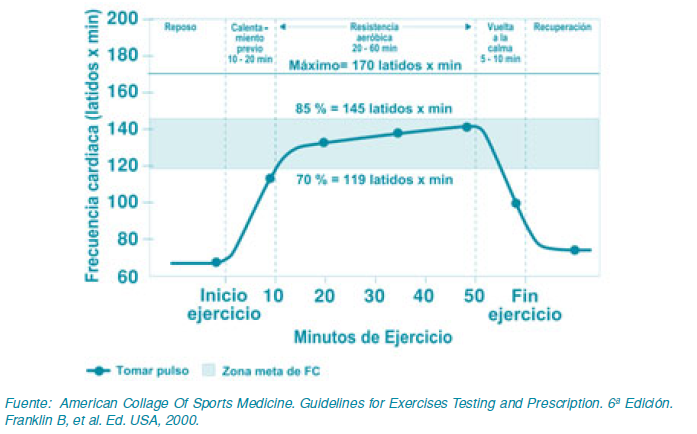 Reposo
Calenta-
miento
previo
10 - 20 min
Resistencia
aeróbica
20 - 60 min
Vuelta
a la
calma
5 - 10 min
Recuperación
Máximo= 170 latidos x min
85 % = 145 latidos x min
70 % = 119 latidos x min
Frecuencia cardiaca (latidos x min)
200
180
160
140
120
100
80
60
Inicio
ejercicio
10
20
30
40
50
Fin
ejercicio
Minutos de Ejercicio
Tomar pulso
Zona meta de FC
Fuente: American Collage Of Sports Medicine. Guidelines for Exercises Testing and Prescription. 6ª Edición.
Franklin B, et al. Ed. USA, 2000.